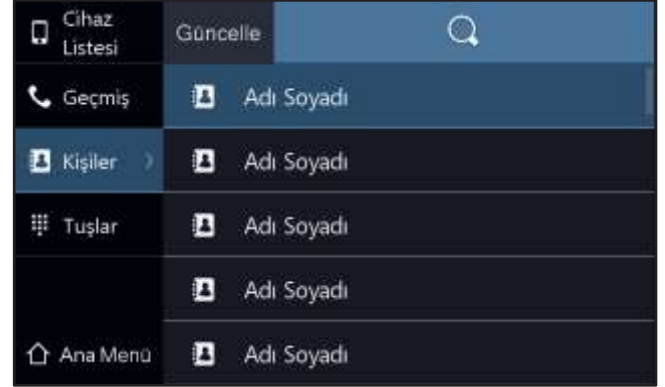 Cihaz
Listesi
Güncelle
Geçmiş
Adı Soyadı
Kişiler
Adı Soyadı
Tuşlar
Adı Soyadı
Adı Soyadı
Ana Menü
Adı Soyadı